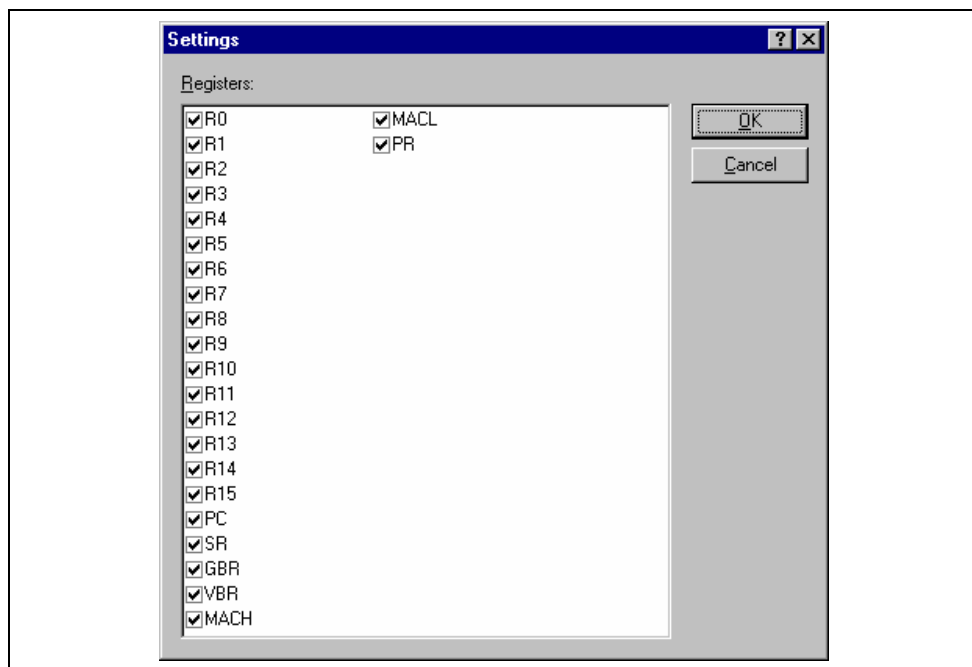 Settings
Registers:
R0
R1
R2
R3
R4
R5
R6
R7
R8
R9
R10
R11
R12
R13
R14
R15
PC
SR
GBR
VBR
MACH
MACL
PR
OK
Cancel